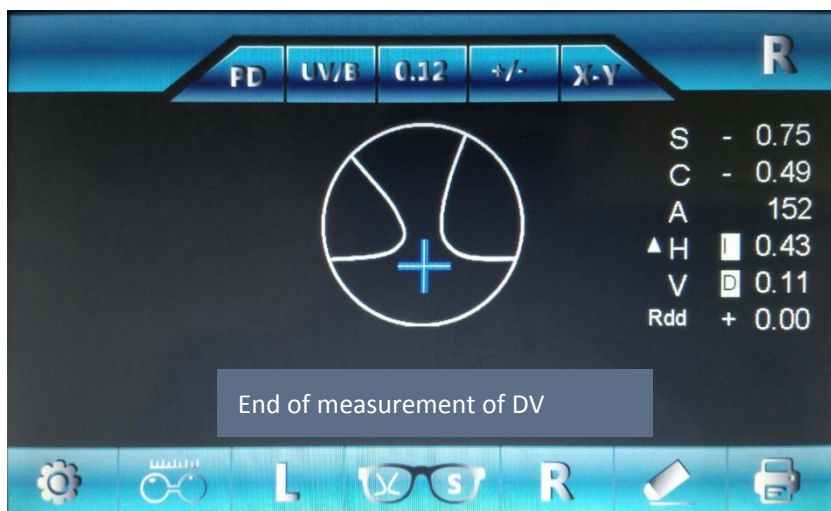 PD UV/B 0.12 +/- X-Y R
S - 0.75
C - 0.49
A 152
▲ H I 0.43
V D 0.11
Rdd + 0.00
End of measurement of DV
L S R